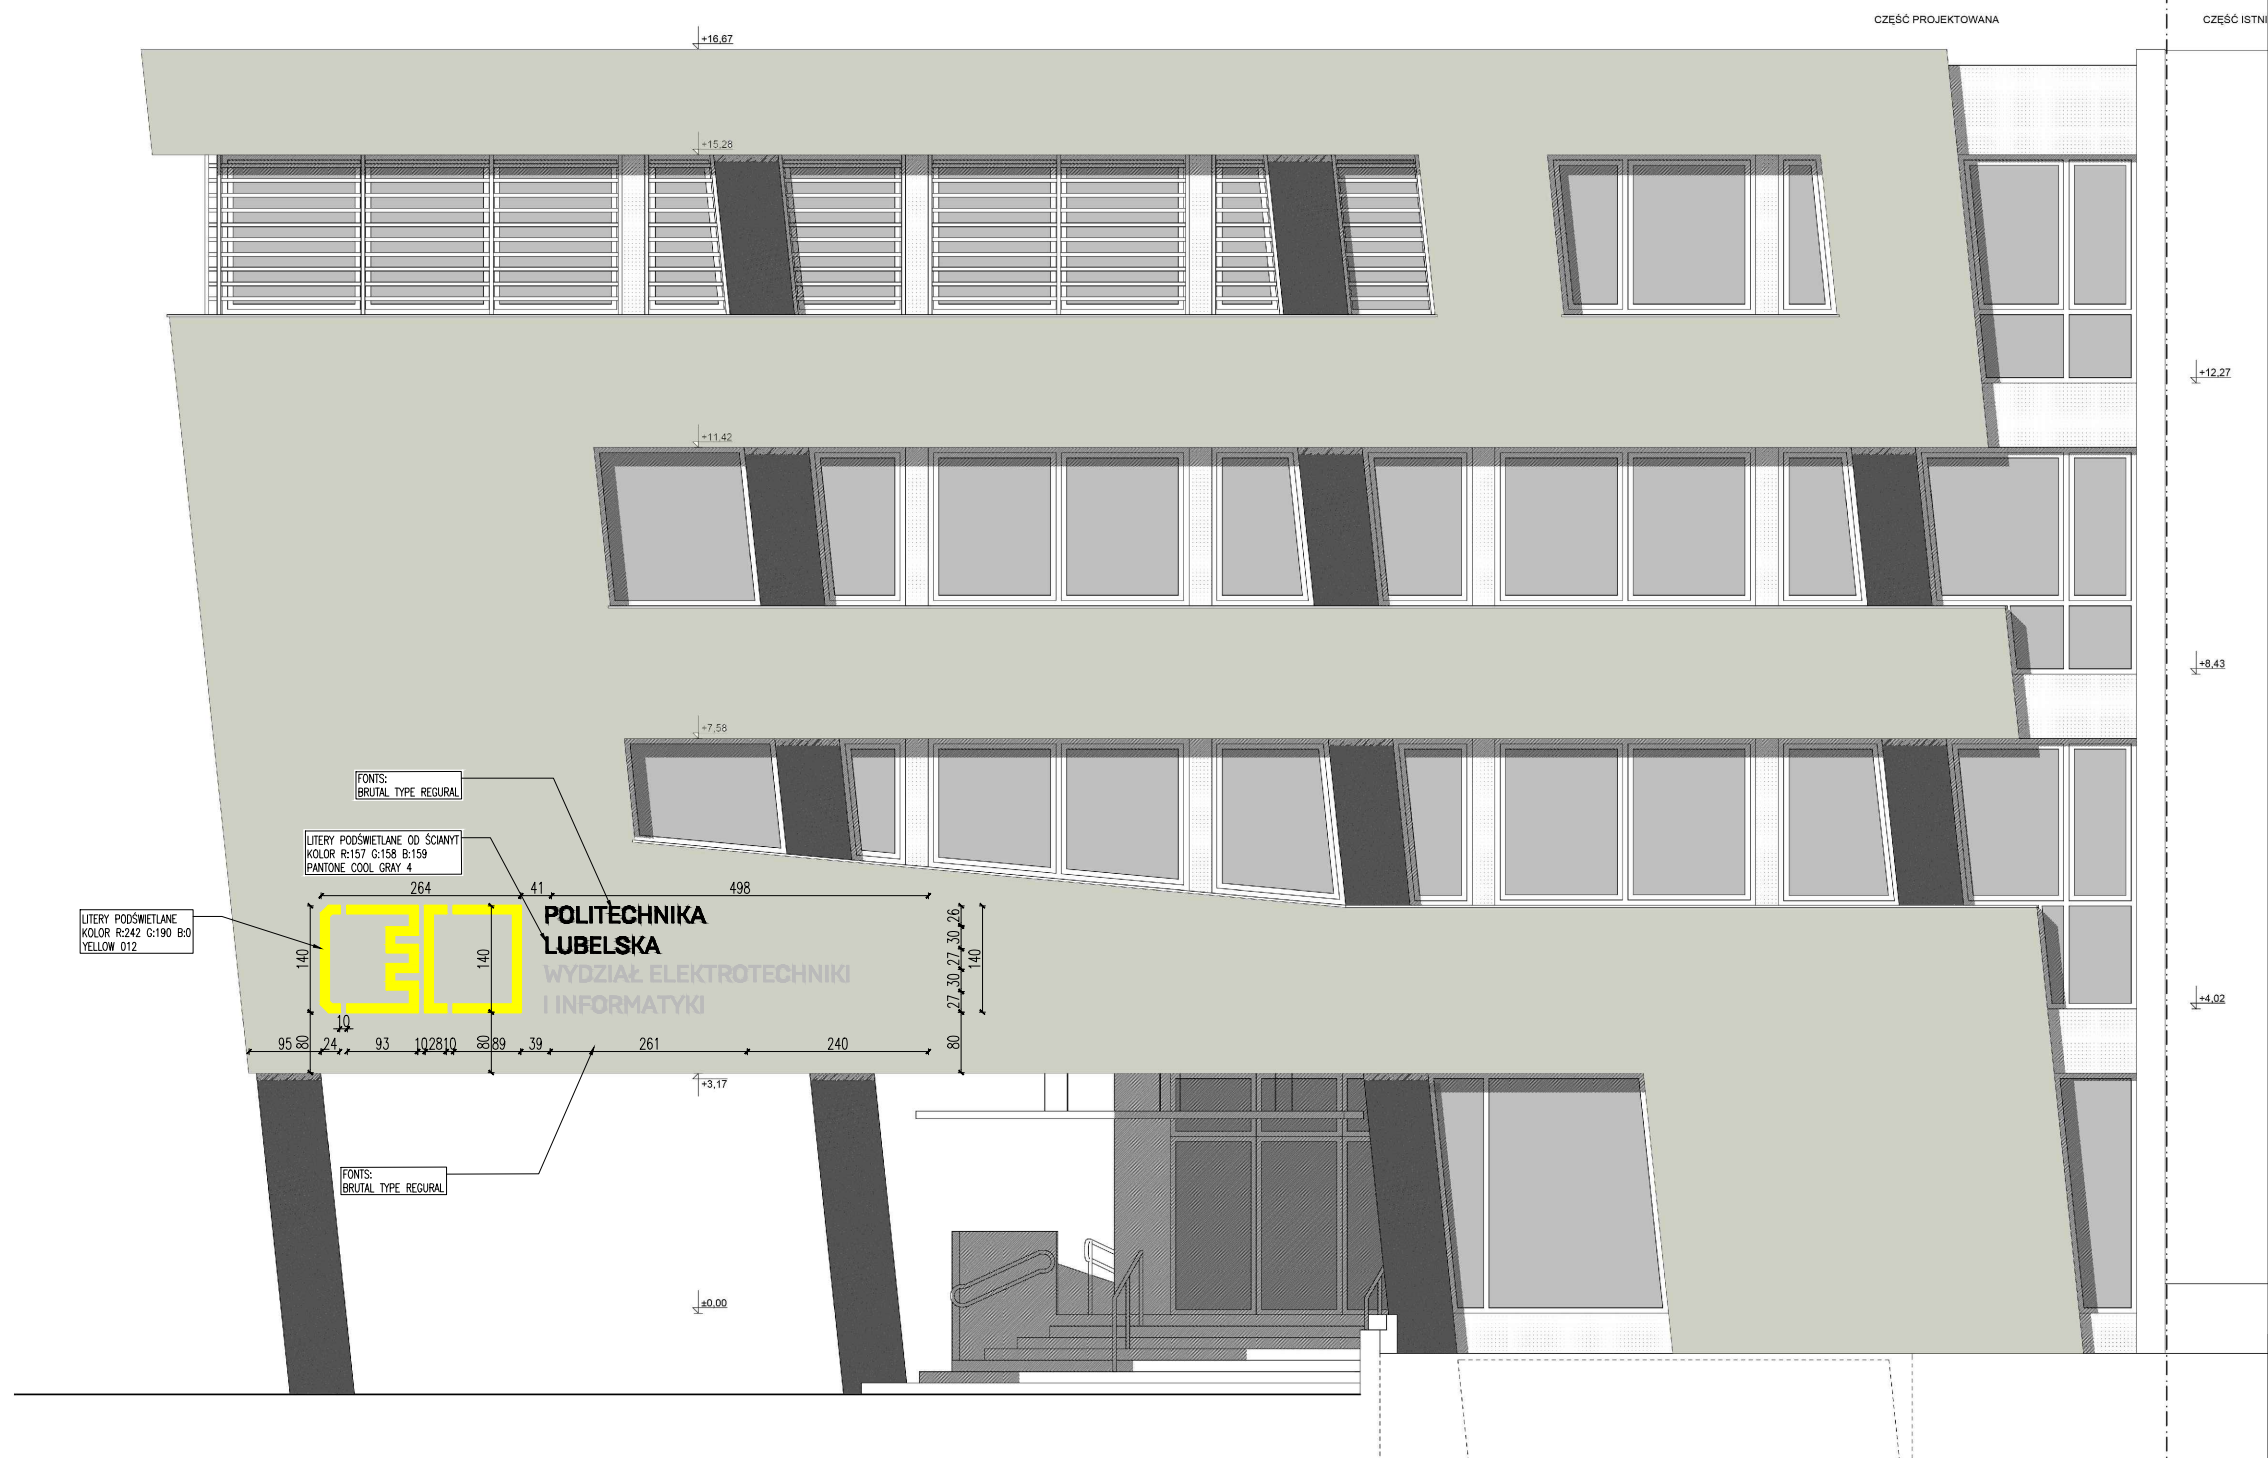 CZĘŚĆ PROJEKTOWANA
CZĘŚĆ ISTNI
+16,67
+15,28
+12,27
+11,42
+8,43
+7,58
FONTS:
BRUTAL TYPE REGURAL
LITERY PODŚWIETLANE OD ŚCIANYT
KOLOR R:157 G:158 B:159
PANTONE COOL GRAY 4
264
41
498
LITERY PODŚWIETLANE
KOLOR R:242 G:190 B:0
YELLOW 012
POLITECHNIKA
LUBELSKA
WYDZIAŁ ELEKTROTECHNIKI
I INFORMATYKI
140
140
26
30
27
30
27
140
+4,02
10
95
80
24
93
10
28
10
80
89
39
261
240
80
+3,17
FONTS:
BRUTAL TYPE REGURAL
±0,00